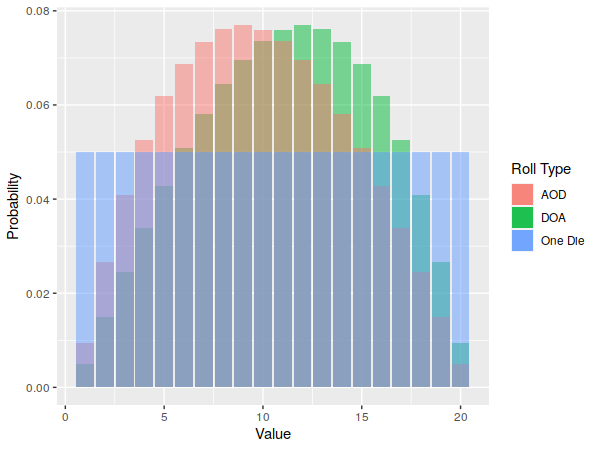 0.08
0.06
0.04
0.02
0.00
Probability
0 5 10 15 20
Value
Roll Type
AOD
DOA
One Die